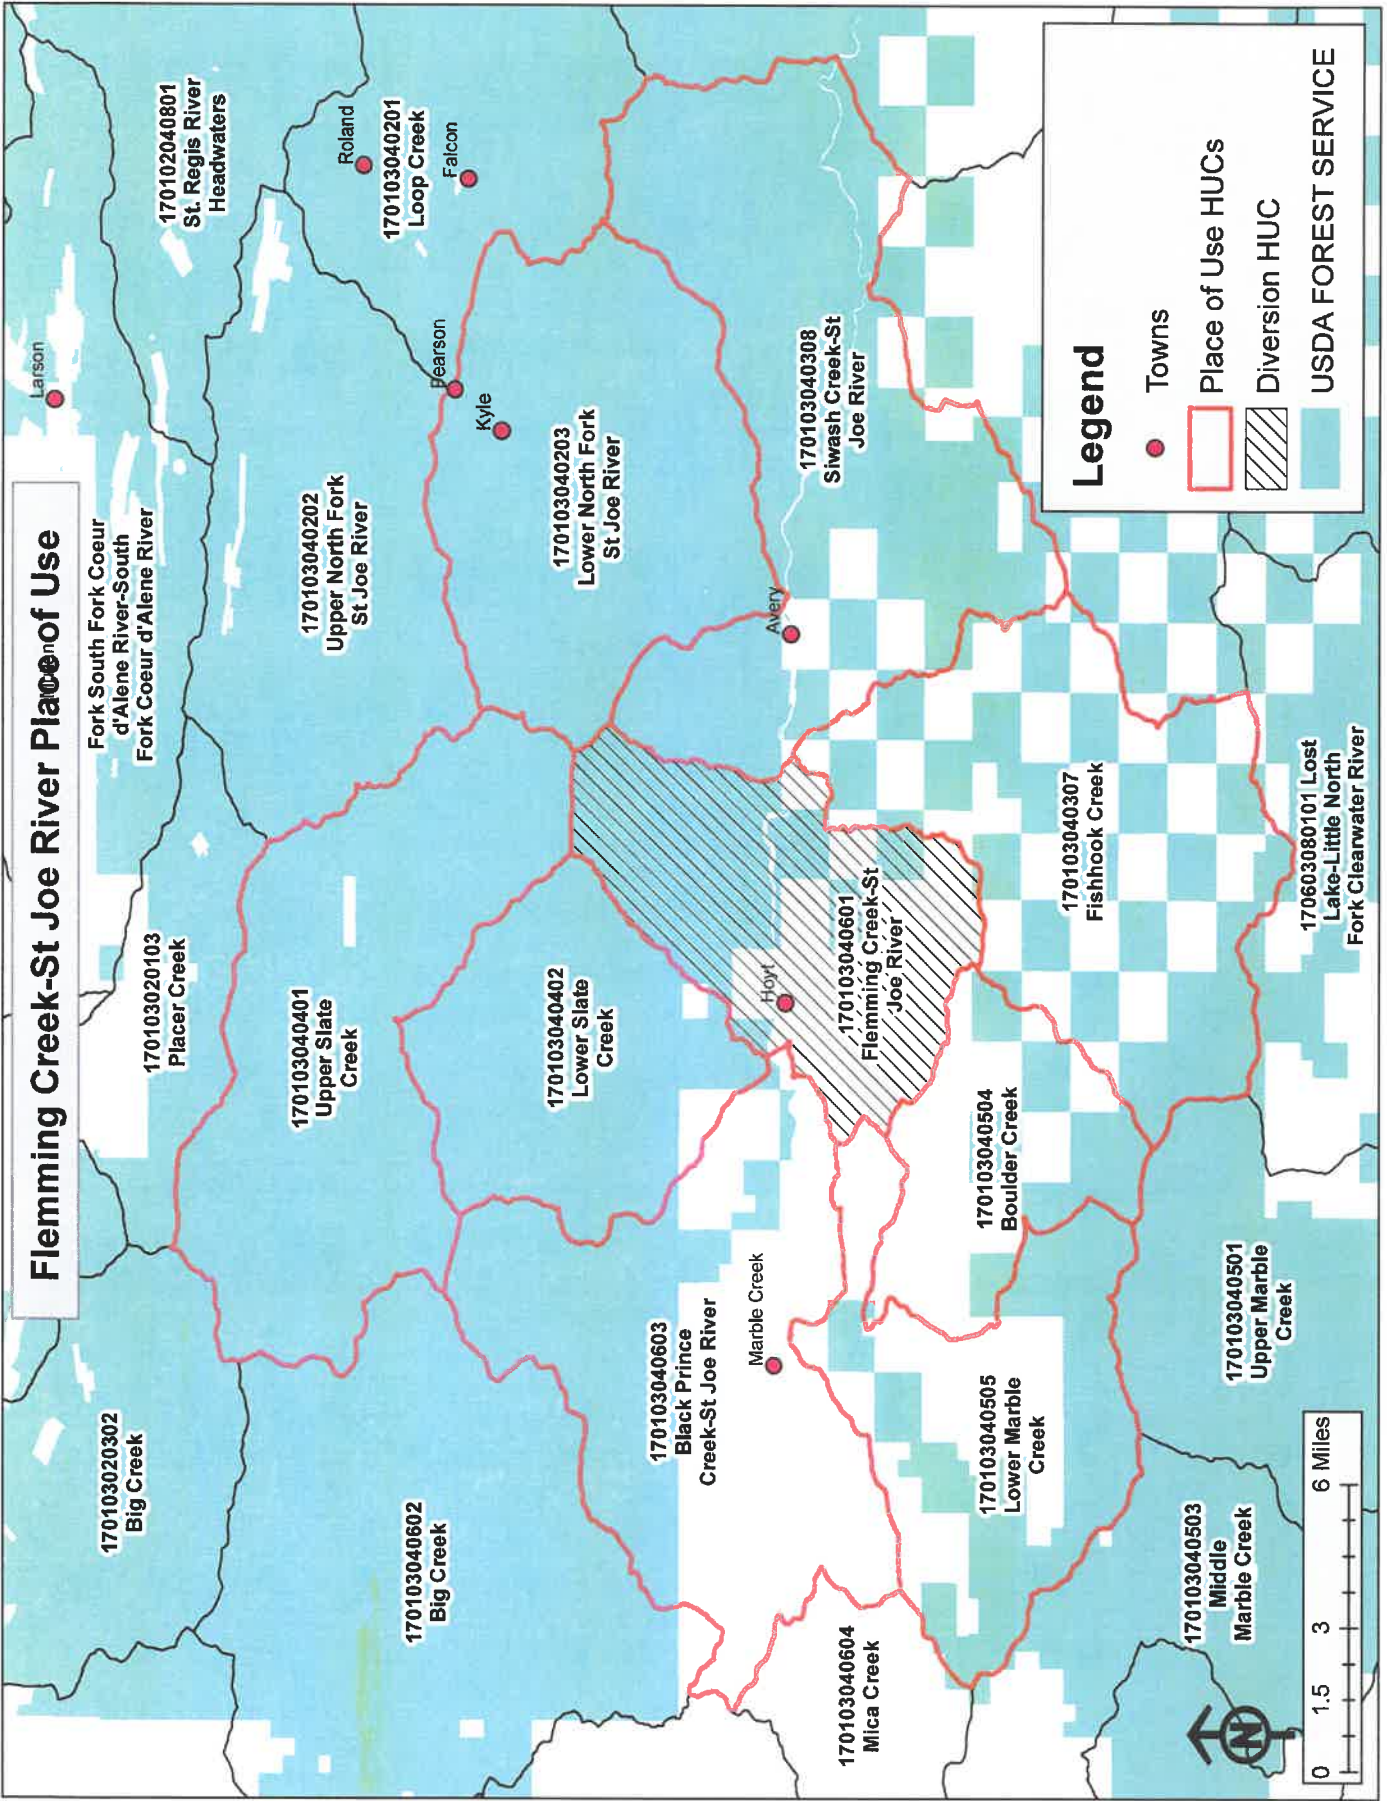 Flemming Creek-St Joe River Place of Use
Fork South Fork Coeur
d'Alene River-South
Fork Coeur d'Alene River
Larson
170102040801
St. Regis River
Headwaters
170103020302
Big Creek
170103020103
Placer Creek
170103040202
Upper North Fork
St Joe River
Roland
170103040201
Loop Creek
Falcon
Pearson
Kyle
170103040401
Upper Slate
Creek
170103040602
Big Creek
170103040402
Lower Slate
Creek
170103040203
Lower North Fork
St Joe River
170103040603
Black Prince
Creek-St Joe River
Marble Creek
Hoyt
Avery
170103040308
Siwash Creek-St
Joe River
170103040601
Flemming Creek-St
Joe River
170103040604
Mica Creek
170103040505
Lower Marble
Creek
170103040504
Boulder Creek
170103040307
Fishhook Creek
170103040503
Middle
Marble Creek
170103040501
Upper Marble
Creek
170603080101 Lost
Lake-Little North
Fork Clearwater River
Legend
Towns
Place of Use HUCs
Diversion HUC
USDA FOREST SERVICE
N
0 1.5 3 6 Miles